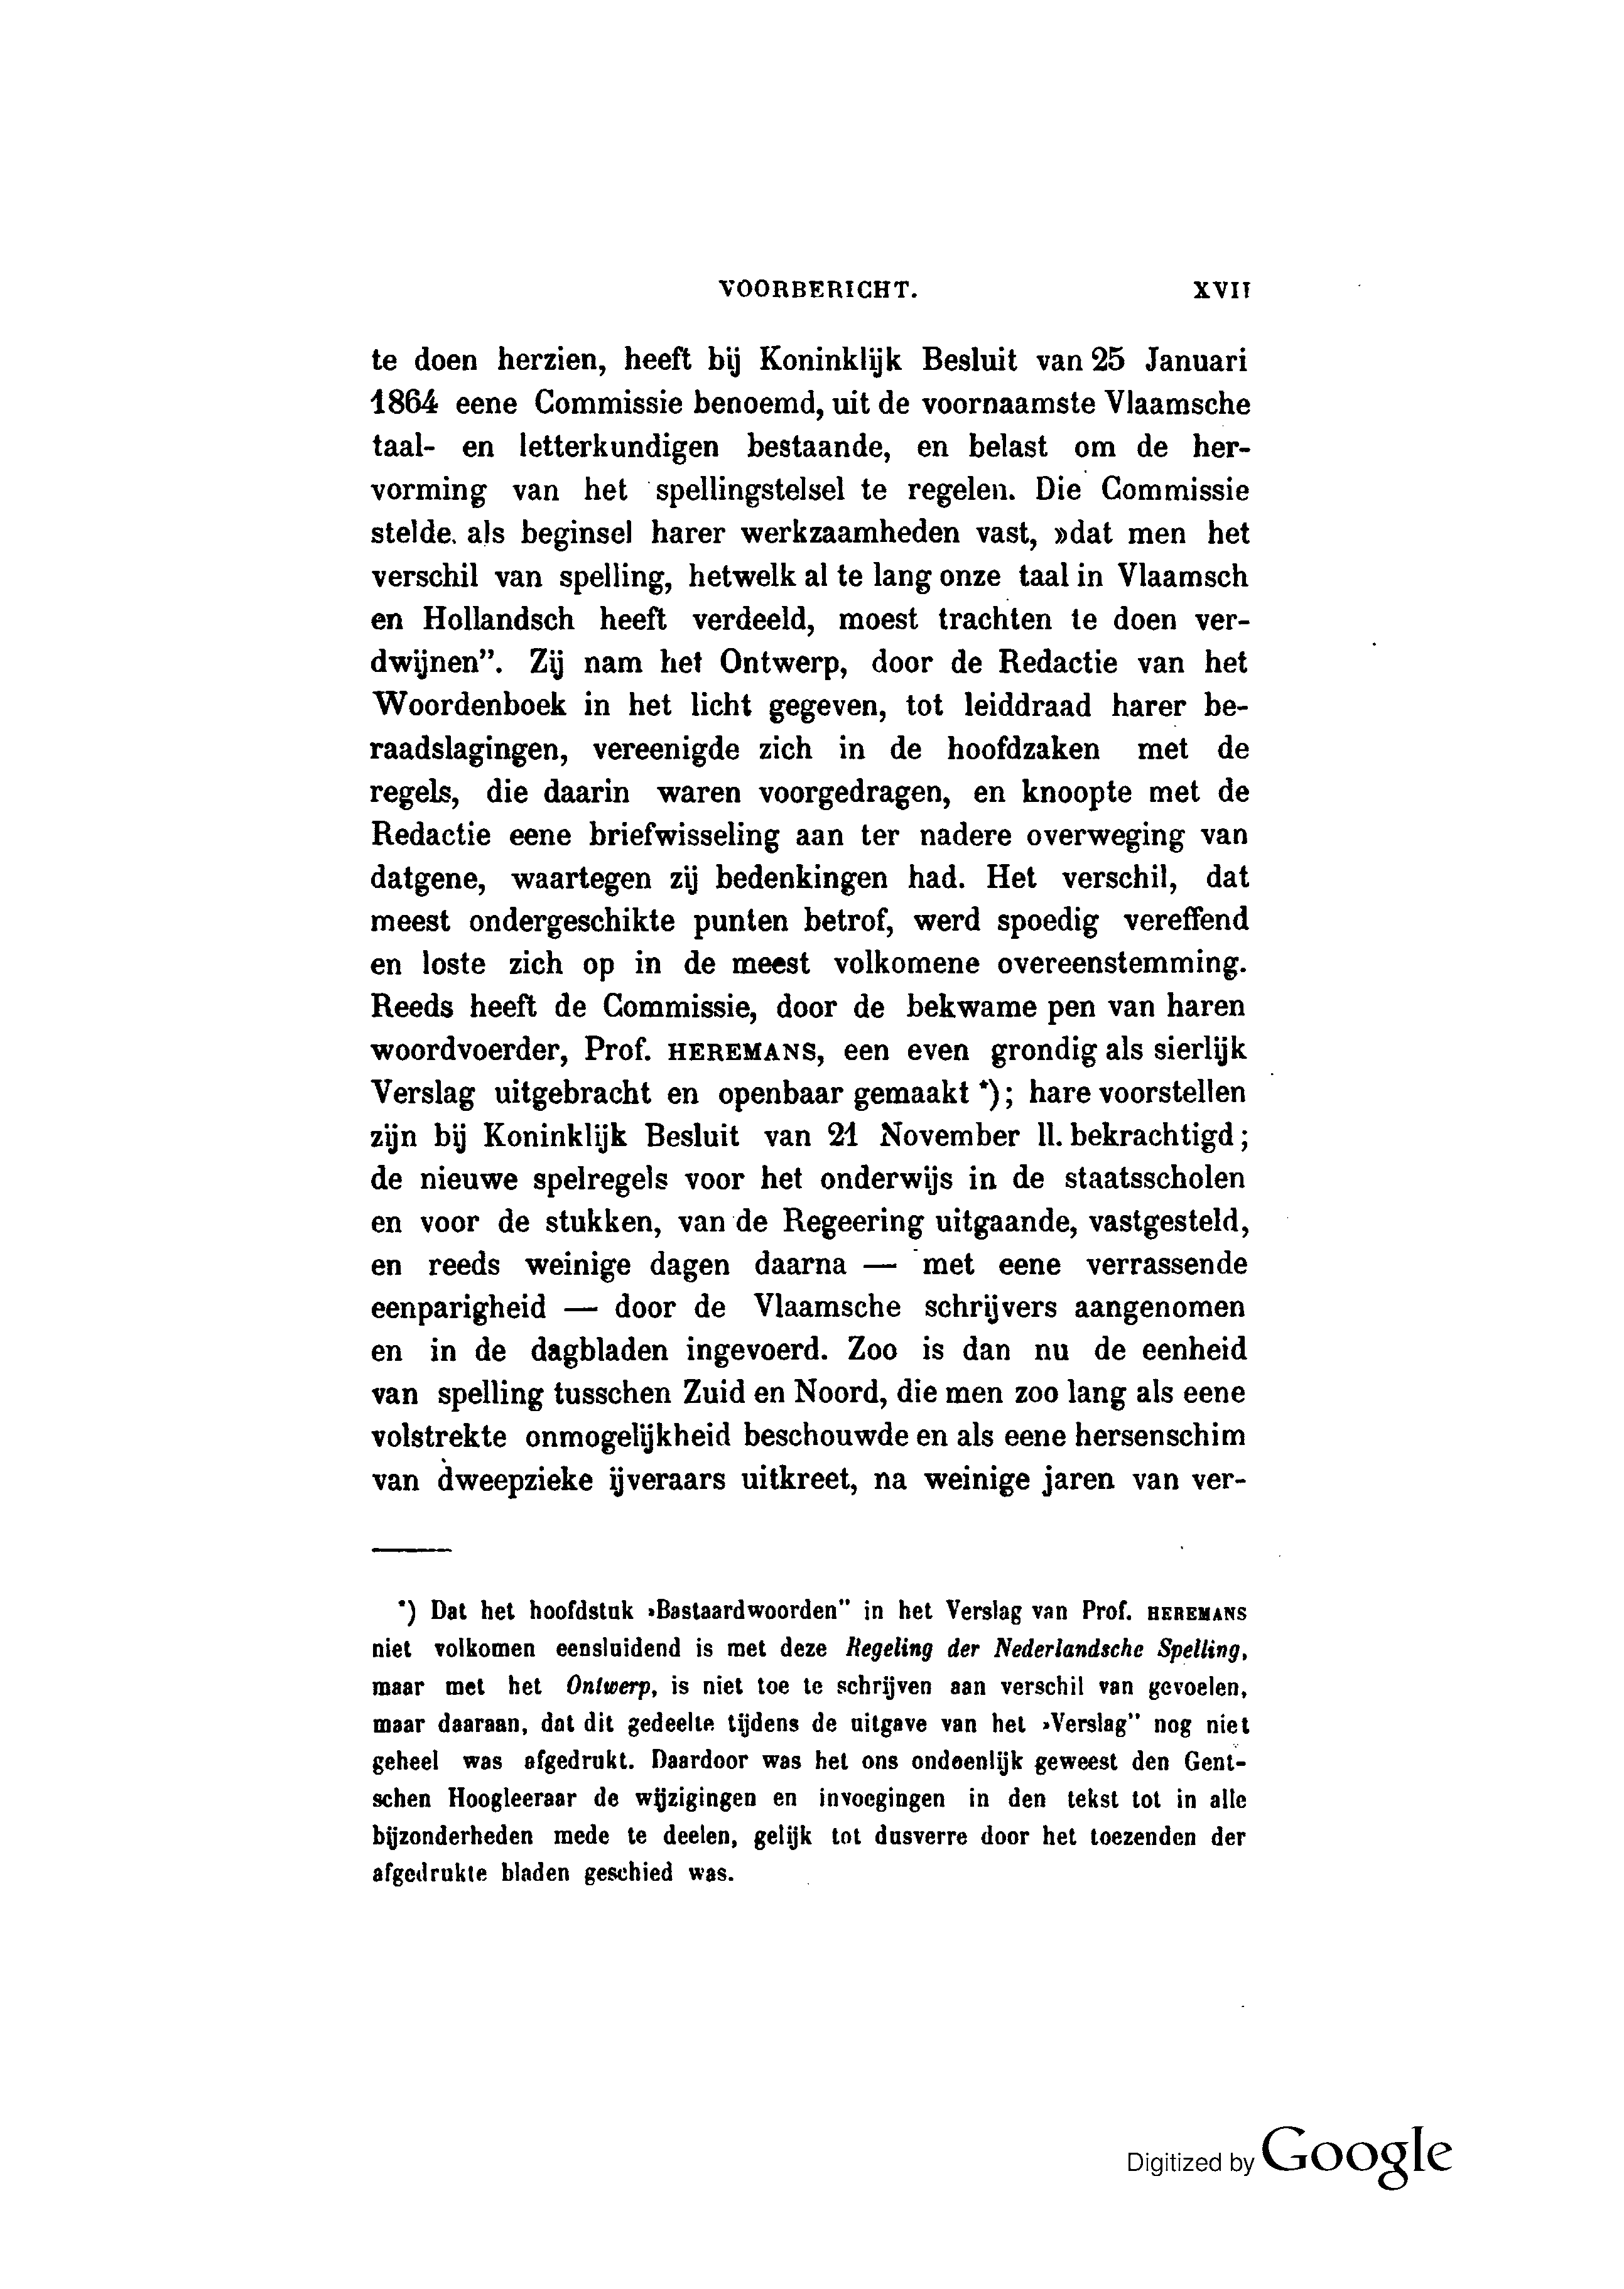 VOORBERICHT. XVII
te doen herzien, heeft bij Koninklijk Besluit van 25 Januari
1864 eene Commissie benoemd, uit de voornaamste Vlaamsche
taal- en letterkundigen bestaande, en belast om de her-
vorming van het spellingstelsel te regelen. Die Commissie
stelde als beginsel harer werkzaamheden vast, »dat men het
verschil van spelling, hetwelk al te lang onze taal in Vlaamsch
en Hollandsch heeft verdeeld, moest trachten te doen ver-
dwijnen”. Zij nam het Ontwerp, door de Redactie van het
Woordenboek in het licht gegeven, tot leiddraad harer be-
raadslagingen, vereenigde zich in de hoofdzaken met de
regels, die daarin waren voorgedragen, en knoopte met de
Redactie eene briefwisseling aan ter nadere overweging van
datgene, waartegen zij bedenkingen had. Het verschil, dat
meest ondergeschikte punten betrof, werd spoedig vereffend
en loste zich op in de meest volkomene overeenstemming.
Reeds heeft de Commissie, door de bekwame pen van haren
woordvoerder, Prof. HEREMANS, een even grondig als sierlijk
Verslag uitgebracht en openbaar gemaakt *); hare voorstellen
zijn bij Koninklijk Besluit van 21 November ll. bekrachtigd;
de nieuwe spelregels voor het onderwijs in de staatsscholen
en voor de stukken, van de Regeering uitgaande, vastgesteld,
en reeds weinige dagen daarna — met eene verrassende
eenparigheid — door de Vlaamsche schrijvers aangenomen
en in de dagbladen ingevoerd. Zoo is dan nu de eenheid
van spelling tusschen Zuid en Noord, die men zoo lang als eene
volstrekte onmogelijkheid beschouwde en als eene hersenschim
van dweepzieke ijveraars uitkreet, na weinige jaren van ver-
*) Dat het hoofdstuk »Bastaardwoorden” in het Verslag van Prof. HEREMANS
niet volkomen eensluidend is met deze Regeling der Nederlandsche Spelling,
maar met het Ontwerp, is niet toe te schrijven aan verschil van gevoelen,
maar daaraan, dat dit gedeelte tijdens de uitgave van het »Verslag” nog niet
geheel was afgedrukt. Daardoor was het ons ondoenlijk geweest den Gent-
schen Hoogleeraar de wijzigingen en invoegingen in den tekst tot in alle
bijzonderheden mede te deelen, gelijk tot dusverre door het toezenden der
afgedrukte bladen geschied was.
Digitized by Google